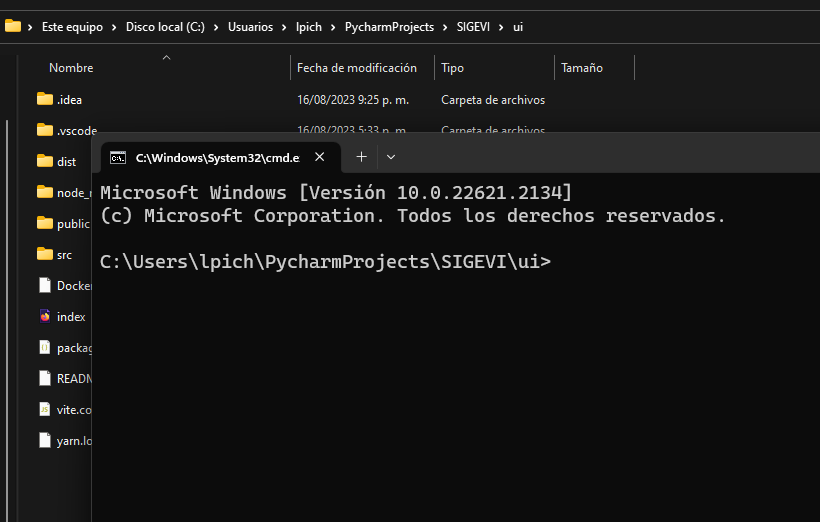 Este equipo > Disco local (C:) > Usuarios > lpich > PycharmProjects > SIGEVI > ui
Nombre Fecha de modificación Tipo Tamaño
.idea 16/08/2023 9:25 p. m. Carpeta de archivos
.vscode 16/08/2023 5:33 p. m. Carpeta de archivos
C:\Windows\System32\cmd.e
dist
Microsoft Windows [Versión 10.0.22621.2134]
(c) Microsoft Corporation. Todos los derechos reservados.
C:\Users\lpich\PycharmProjects\SIGEVI\ui>
node_
public
src
Docker
index
packag
READM
vite.co
yarn.lo